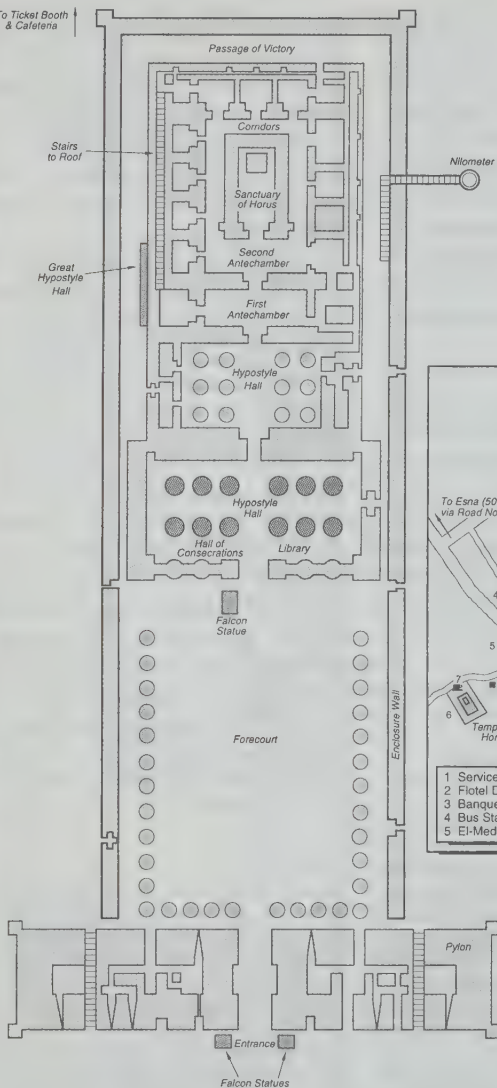 To Ticket Booth
& Cafeteria
Passage of Victory
Corridors
Stairs
to Roof
Nilometer
Sanctuary
of Horus
Second
Antechamber
Great
Hypostyle
Hall
First
Antechamber
Hypostyle
Hall
Hypostyle
Hall
Hall of
Consecrations
Library
Falcon
Statue
Forecourt
Enclosure Wall
Pylon
Entrance
Falcon Statues
To Esna (50
via Road No
4
5
7
6
1 Service
2 Flotel D
3 Banque
4 Bus Sta
5 El-Med